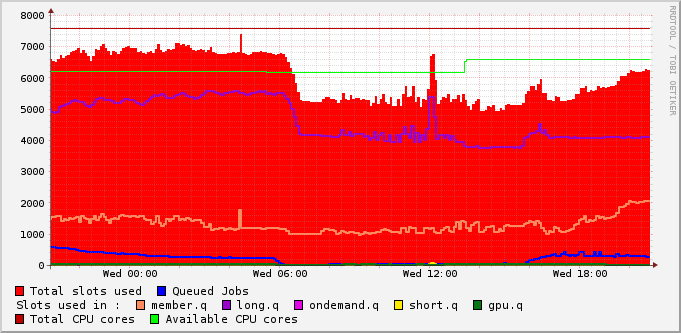 8000
7000
6000
5000
4000
3000
2000
1000
0
Wed 00:00 Wed 06:00 Wed 12:00 Wed 18:00
Total slots used Queued Jobs
Slots used in : member.q long.q ondemand.q short.q gpu.q
Total CPU cores Available CPU cores
RRDTOOL / TOBI OETIKER